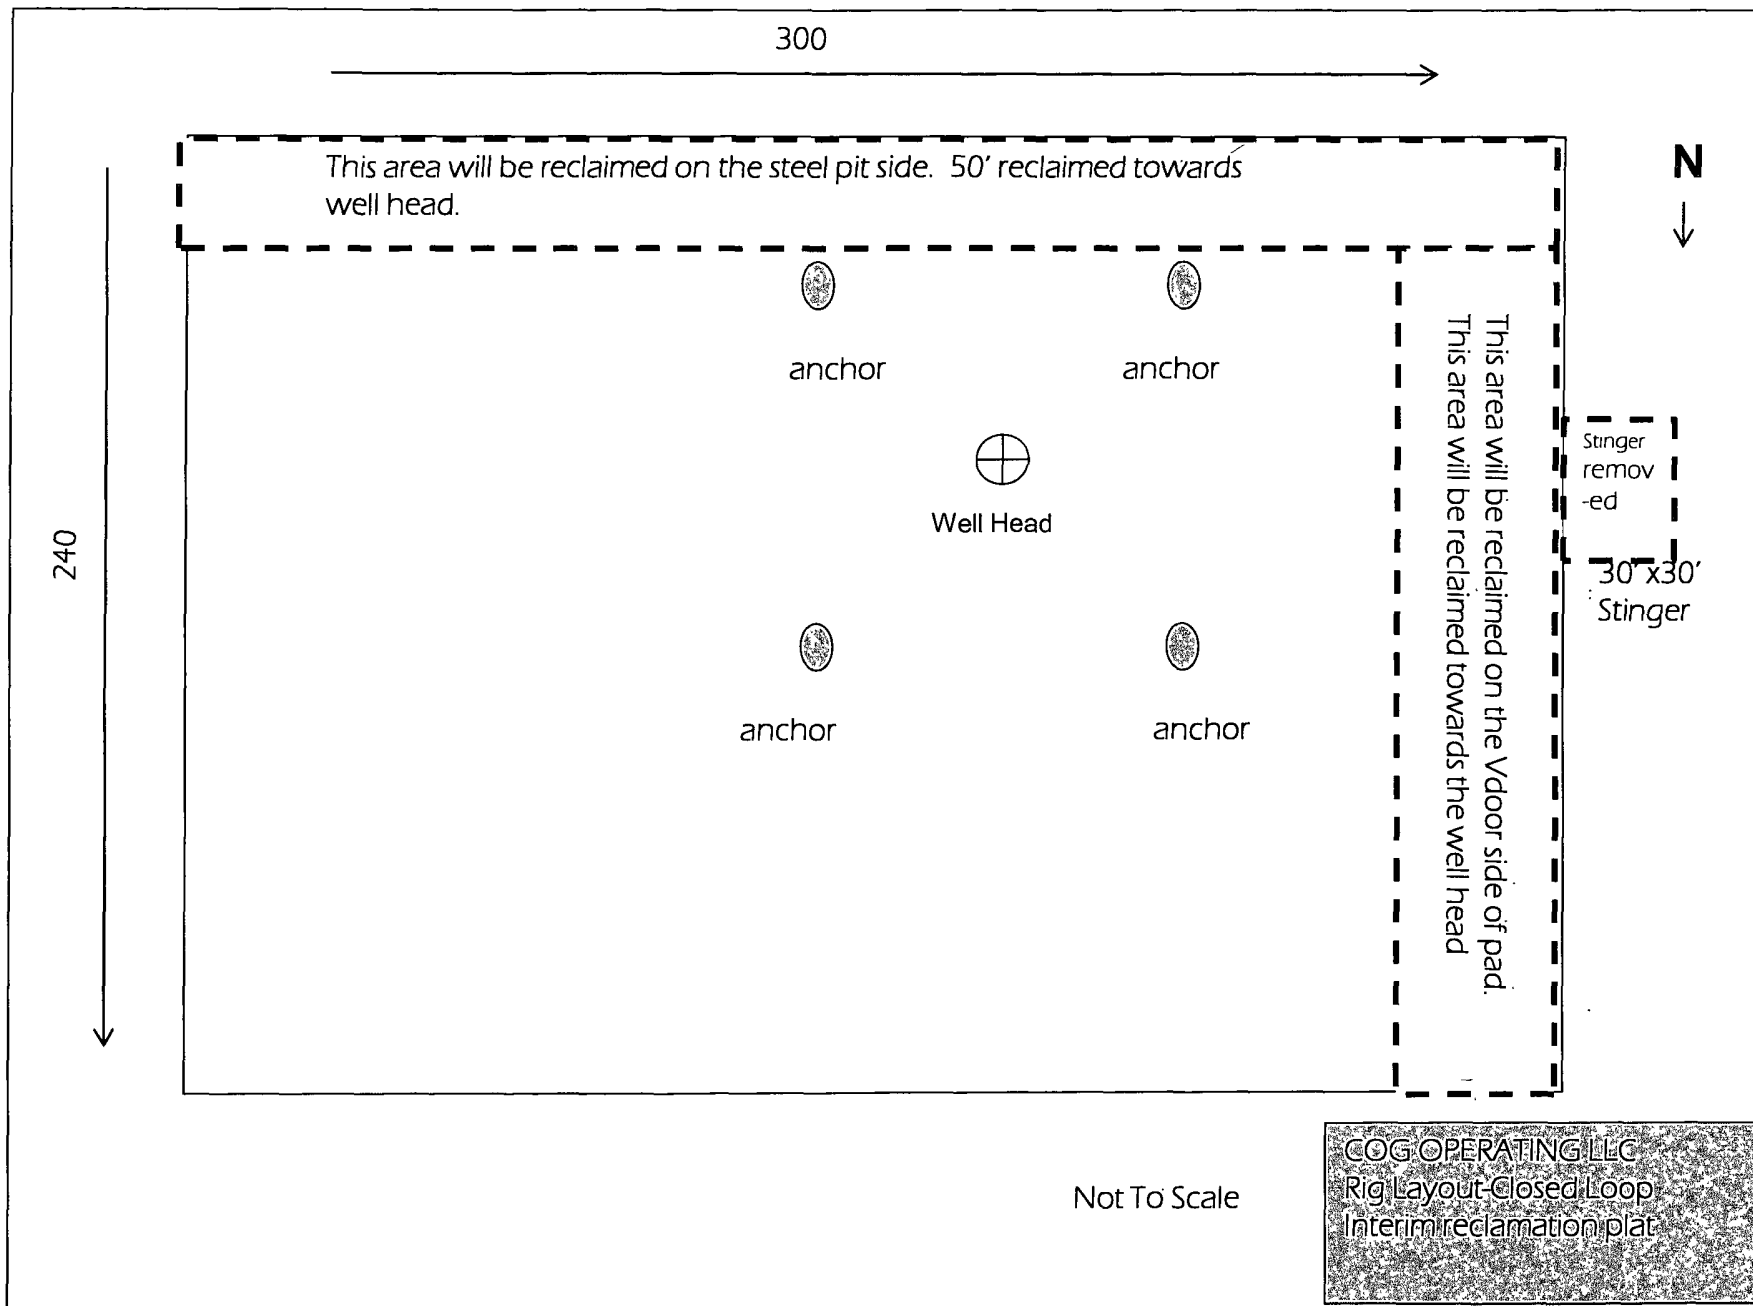 300
This area will be reclaimed on the steel pit side. 50' reclaimed towards
well head.
N
anchor
anchor
Well Head
240
This area will be reclaimed on the Vdoor side of pad.
This area will be reclaimed towards the well head
Stinger
remov
-ed
30' x30'
Stinger
anchor
anchor
Not To Scale
COG OPERATING LLC
Rig Layout-Closed Loop
Interim reclamation plat